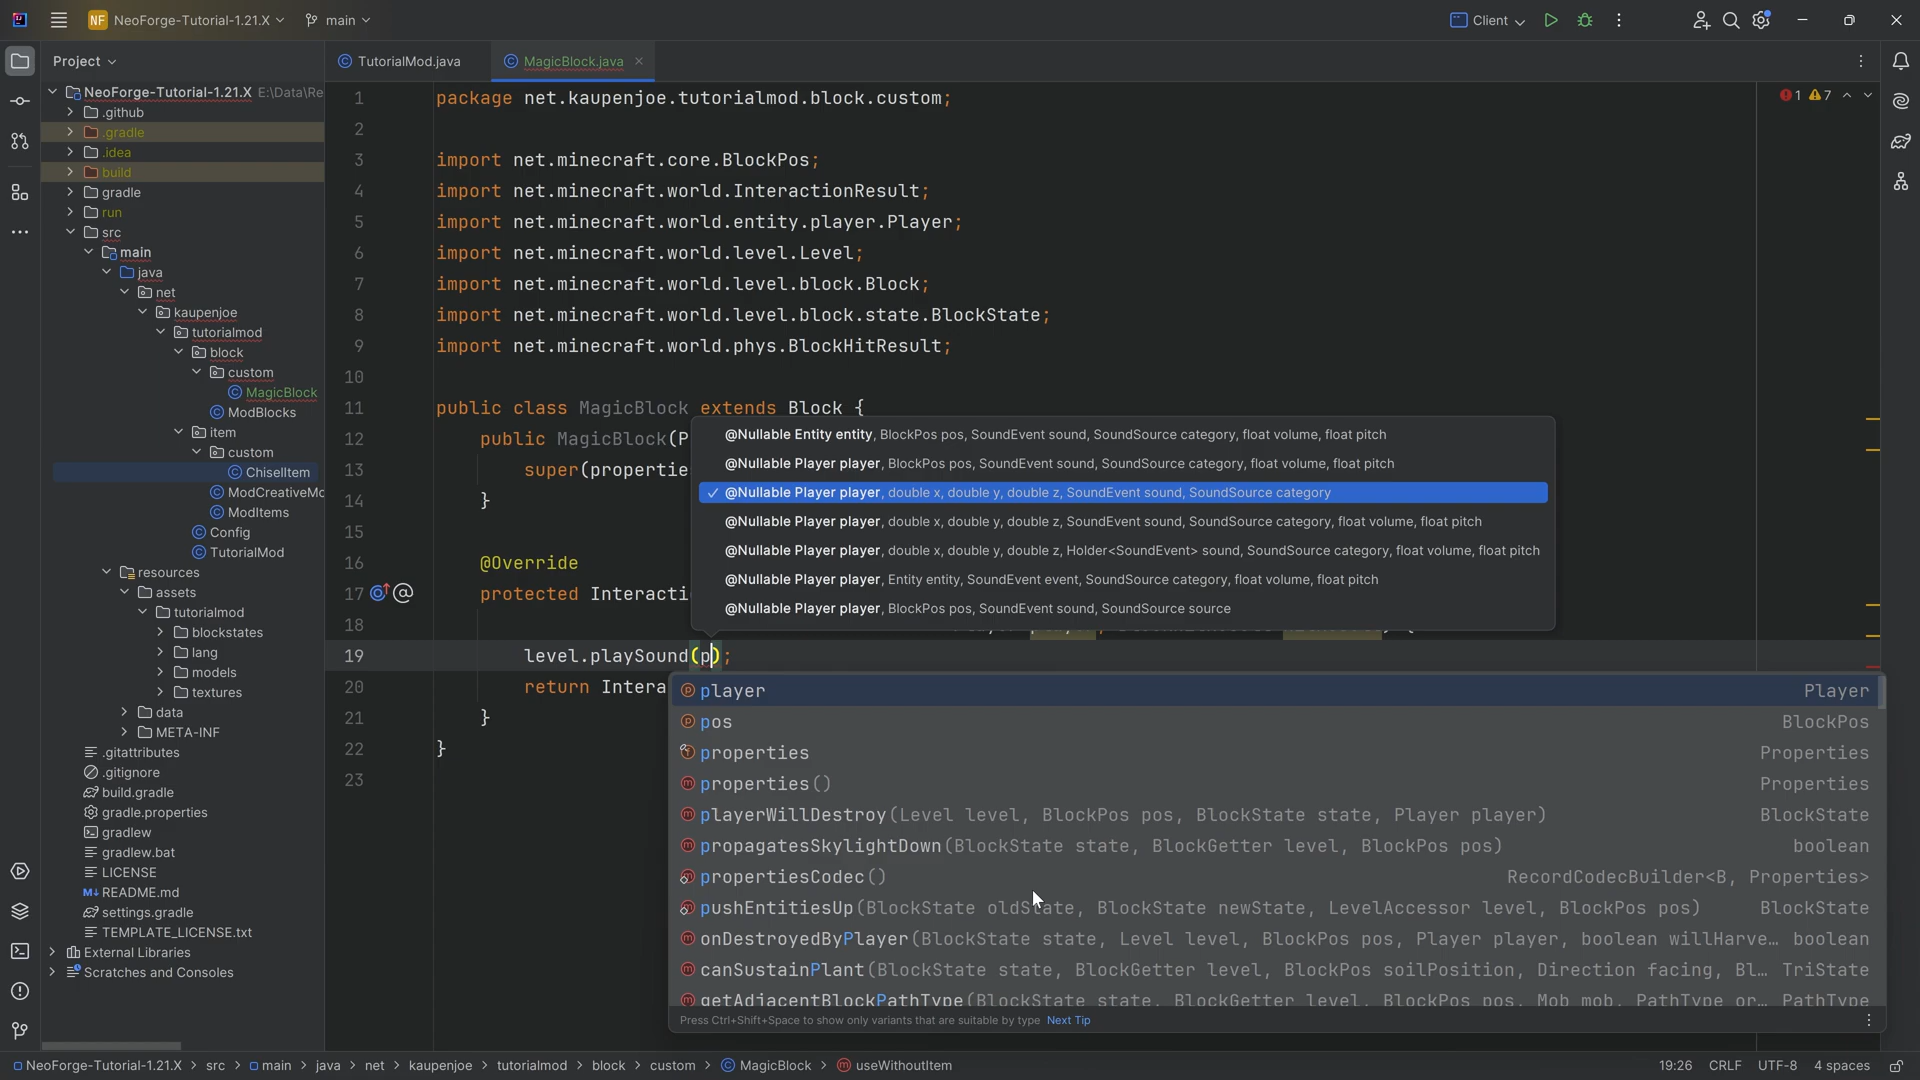 NF NeoForge-Tutorial-1.21.X main Client
Project
TutorialMod.java MagicBlock.java
NeoForge-Tutorial-1.21.X E:\Data\Re
.github
.gradle
.idea
build
gradle
run
src
main
java
net
kaupenjoe
tutorialmod
block
custom
MagicBlock
ModBlocks
item
custom
ChiselItem
ModCreativeMo
ModItems
Config
TutorialMod
resources
assets
tutorialmod
blockstates
lang
models
textures
data
META-INF
.gitattributes
.gitignore
build.gradle
gradle.properties
gradlew
gradlew.bat
LICENSE
README.md
settings.gradle
TEMPLATE_LICENSE.txt
External Libraries
Scratches and Consoles
1 7
1 package net.kaupenjoe.tutorialmod.block.custom;
2
3 import net.minecraft.core.BlockPos;
4 import net.minecraft.world.InteractionResult;
5 import net.minecraft.world.entity.player.Player;
6 import net.minecraft.world.level.Level;
7 import net.minecraft.world.level.block.Block;
8 import net.minecraft.world.level.block.state.BlockState;
9 import net.minecraft.world.phys.BlockHitResult;
10
11 public class MagicBlock extends Block {
12 public MagicBlock(P
13 super(propertie
14 }
15
16 @Override
17 protected Interacti
18
19 level.playSound(p);
20 return Intera
21 }
22 }
23
@Nullable Entity entity, BlockPos pos, SoundEvent sound, SoundSource category, float volume, float pitch
@Nullable Player player, BlockPos pos, SoundEvent sound, SoundSource category, float volume, float pitch
@Nullable Player player, double x, double y, double z, SoundEvent sound, SoundSource category
@Nullable Player player, double x, double y, double z, SoundEvent sound, SoundSource category, float volume, float pitch
@Nullable Player player, double x, double y, double z, Holder<SoundEvent> sound, SoundSource category, float volume, float pitch
@Nullable Player player, Entity entity, SoundEvent event, SoundSource category, float volume, float pitch
@Nullable Player player, BlockPos pos, SoundEvent sound, SoundSource source
player Player
pos BlockPos
properties Properties
properties() Properties
playerWillDestroy(Level level, BlockPos pos, BlockState state, Player player) BlockState
propagatesSkylightDown(BlockState state, BlockGetter level, BlockPos pos) boolean
propertiesCodec() RecordCodecBuilder<B, Properties>
pushEntitiesUp(BlockState oldState, BlockState newState, LevelAccessor level, BlockPos pos) BlockState
onDestroyedByPlayer(BlockState state, Level level, BlockPos pos, Player player, boolean willHarve… boolean
canSustainPlant(BlockState state, BlockGetter level, BlockPos soilPosition, Direction facing, Bl… TriState
getAdjacentBlockPathType(BlockState state, BlockGetter level, BlockPos pos, Mob mob, PathType or… PathType
Press Ctrl+Shift+Space to show only variants that are suitable by type Next Tip
NeoForge-Tutorial-1.21.X > src > main > java > net > kaupenjoe > tutorialmod > block > custom > MagicBlock > useWithoutItem 19:26 CRLF UTF-8 4 spaces